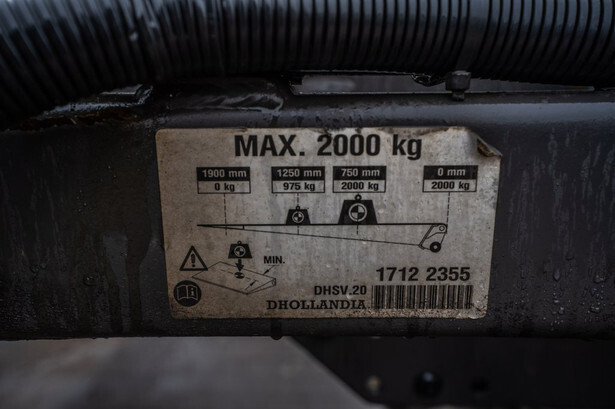 MAX. 2000 kg
1900 mm 1250 mm 750 mm 0 mm
0 kg 975 kg 2000 kg 2000 kg
MIN.
1712 2355
DHSV.20
DHOLLANDIA